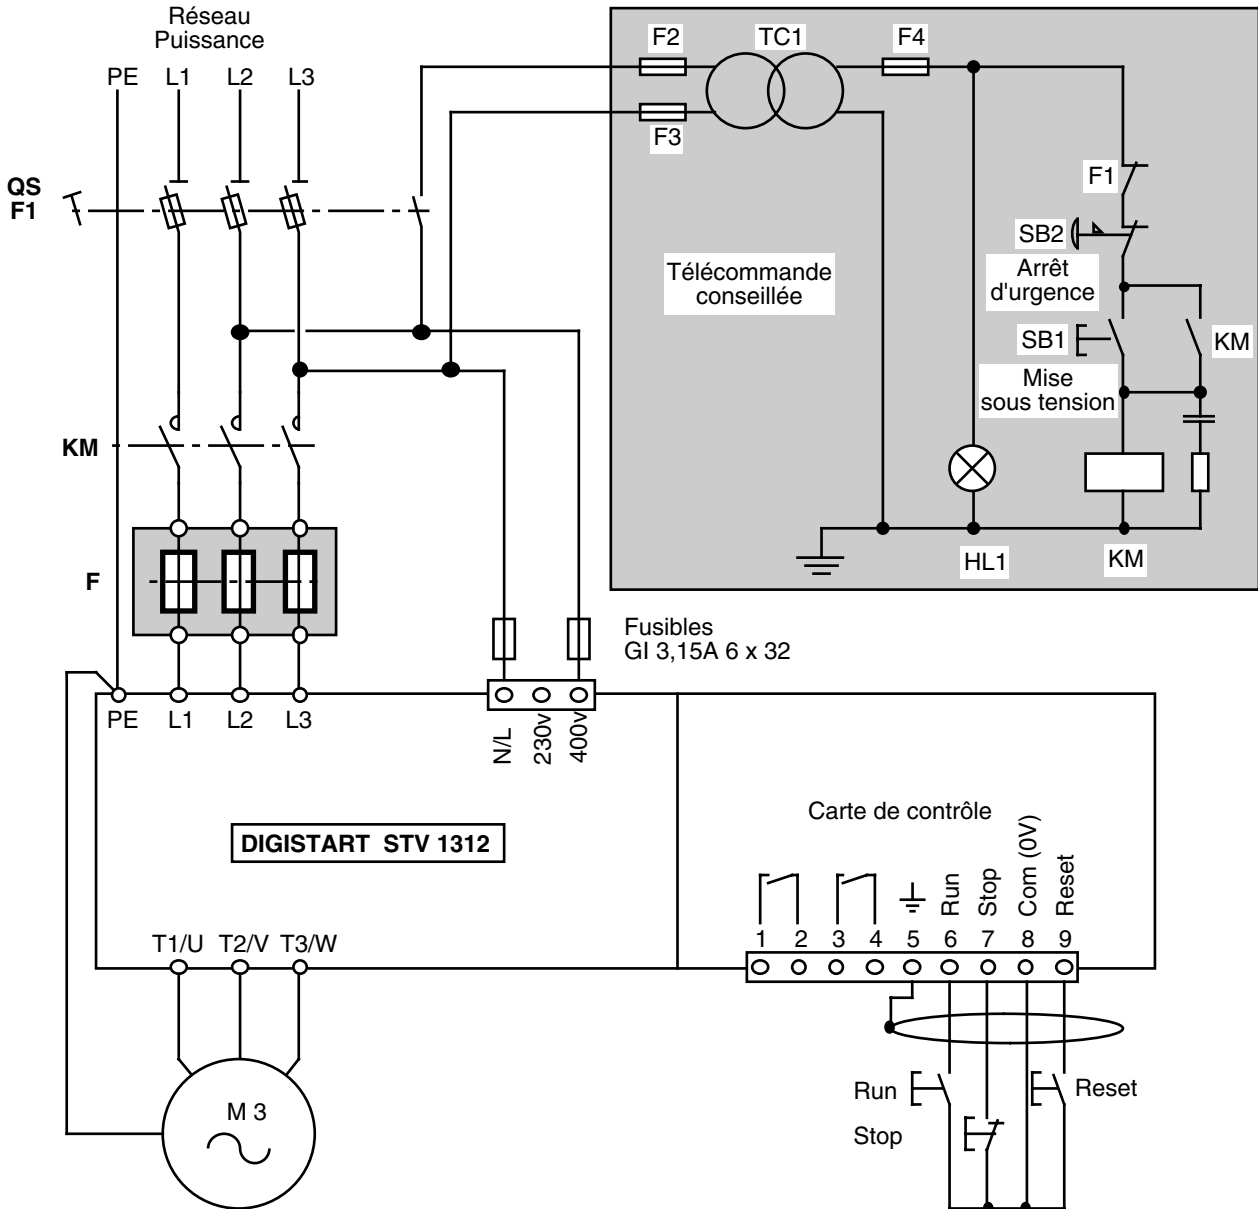 Réseau
Puissance
PE L1 L2 L3
QS
F1
F2 TC1 F4
F3
F1
SB2
Arrêt
d'urgence
Télécommande
conseillée
SB1
KM
Mise
sous tension
KM
HL1
KM
F
Fusibles
GI 3,15A 6 x 32
PE L1 L2 L3
N/L
230v
400v
DIGISTART STV 1312
Carte de contrôle
Run
Stop
Com (0V)
Reset
1 2 3 4 5 6 7 8 9
T1/U T2/V T3/W
M 3
Run
Reset
Stop